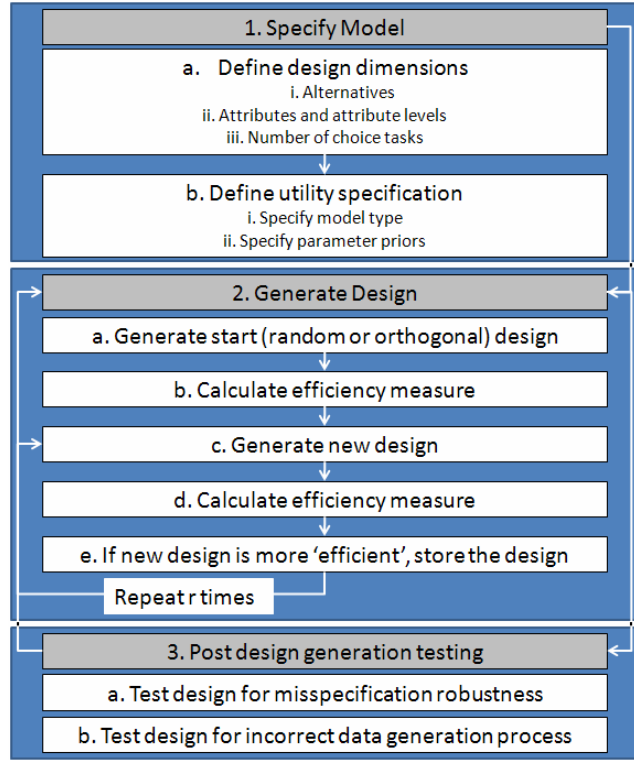 1. Specify Model
a. Define design dimensions
i. Alternatives
ii. Attributes and attribute levels
iii. Number of choice tasks
b. Define utility specification
i. Specify model type
ii. Specify parameter priors
2. Generate Design
a. Generate start (random or orthogonal) design
b. Calculate efficiency measure
c. Generate new design
d. Calculate efficiency measure
e. If new design is more ‘efficient’, store the design
Repeat r times
3. Post design generation testing
a. Test design for misspecification robustness
b. Test design for incorrect data generation process